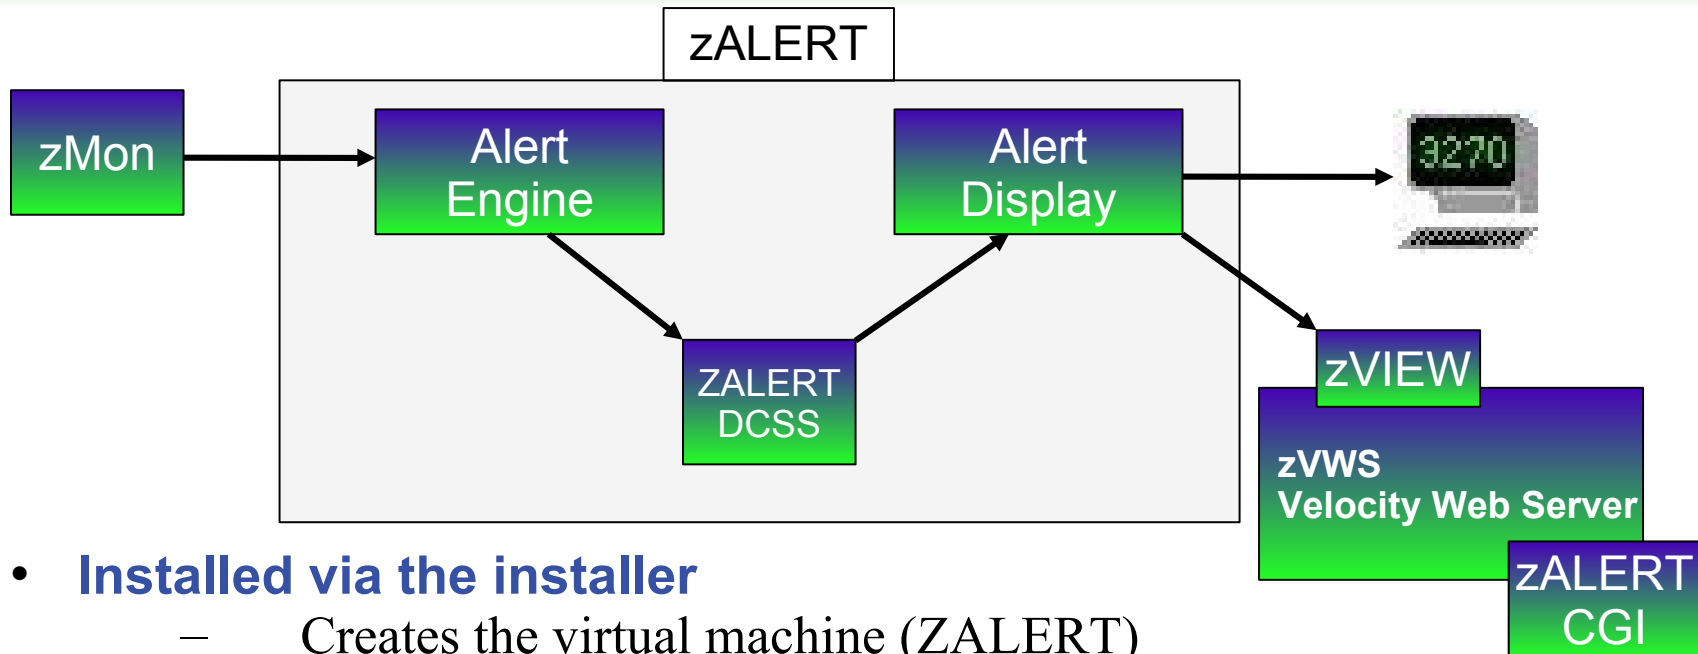 zALERT
zMon
Alert
Engine
Alert
Display
3270
ZALERT
DCSS
zVIEW
zVWS
Velocity Web Server
zALERT
CGI
• Installed via the installer
– Creates the virtual machine (ZALERT)